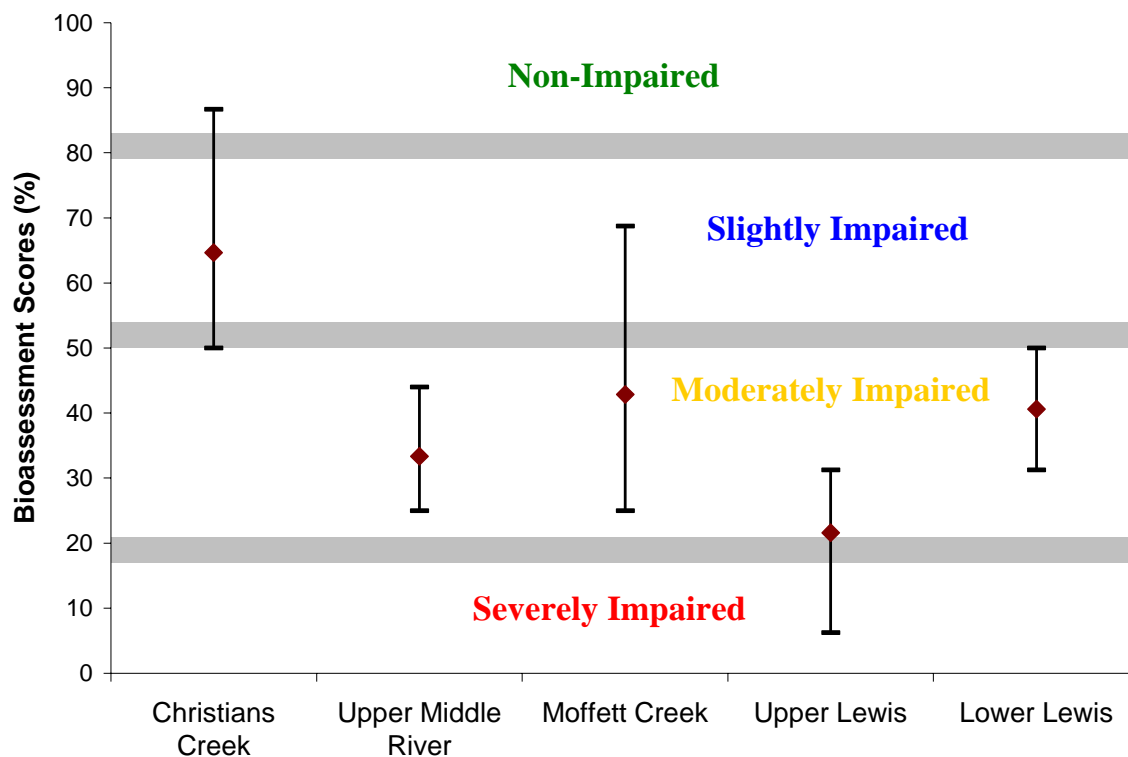 Bioassessment Scores (%)
100
90
80
70
60
50
40
30
20
10
0
Non-Impaired
Slightly Impaired
Moderately Impaired
Severely Impaired
Christians
Creek
Upper Middle
River
Moffett Creek
Upper Lewis
Lower Lewis